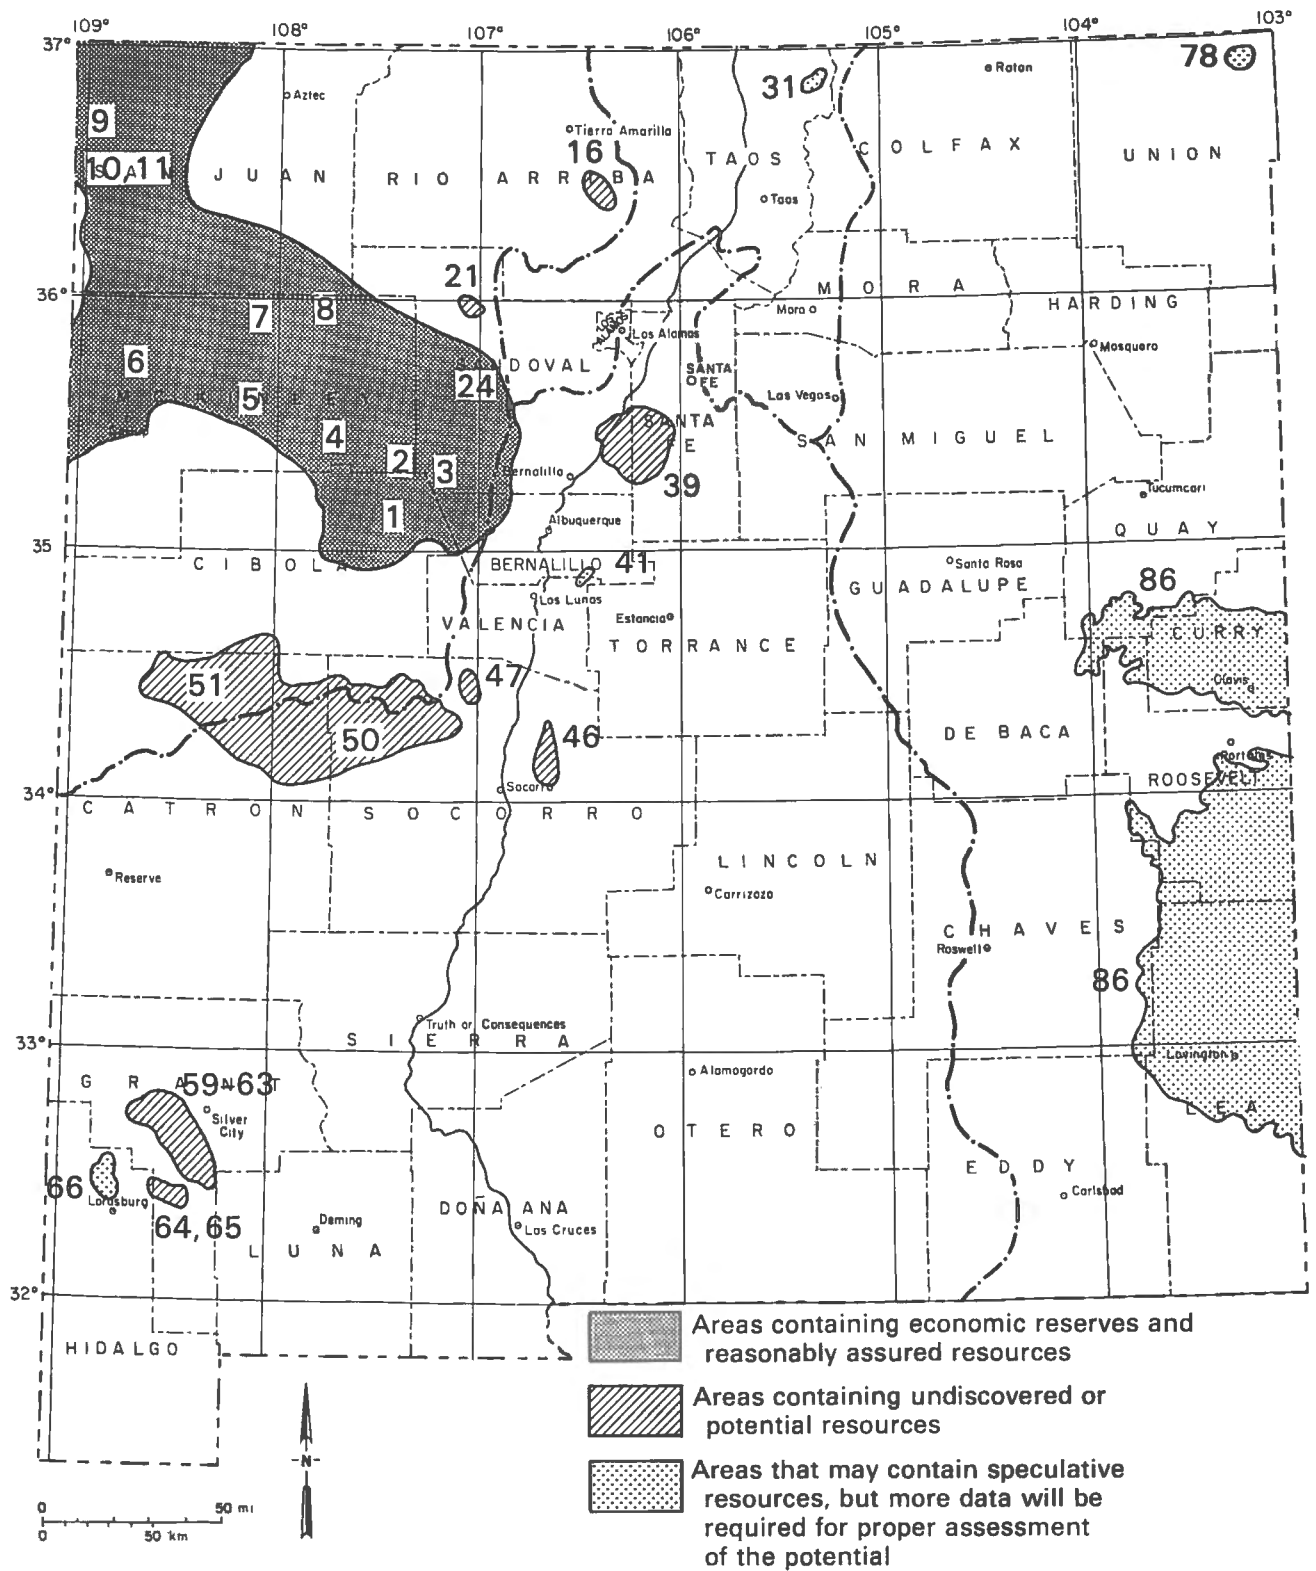 109° 108° 107° 106° 105° 104° 103°
37°
78
31
Raton
Aztec
9
Tierra Amarilla
16
TAOS
COLFAX
UNION
10,11
SAN JUAN
RIO ARRIBA
Taos
21
36°
MORA
HARDING
7
8
Mora
LOS ALAMOS
Los Alamos
Mosquero
6
SANDOVAL
SANTA FE
24
McKINLEY
5
Las Vegas
SANTA FE
4
SAN MIGUEL
2
3
Bernalillo
39
Tucumcari
1
Albuquerque
QUAY
35
CIBOLA
BERNALILLO
41
Santa Rosa
86
GUADALUPE
Los Lunas
VALENCIA
Estancia
TORRANCE
CURRY
51
47
Clovis
50
46
DE BACA
Portales
ROOSEVELT
34°
Socorro
CATRON
SOCORRO
LINCOLN
Reserve
Carrizozo
CHAVES
Roswell
86
Truth or Consequences
33°
SIERRA
Lovington
Alamogordo
GRANT
59-63
Silver City
LEA
OTERO
EDDY
66
Lordsburg
Carlsbad
64,65
DOÑA ANA
Deming
Las Cruces
LUNA
32°
HIDALGO
Areas containing economic reserves and
reasonably assured resources
Areas containing undiscovered or
potential resources
N
Areas that may contain speculative
resources, but more data will be
required for proper assessment
of the potential
0 50 mi
0 50 km